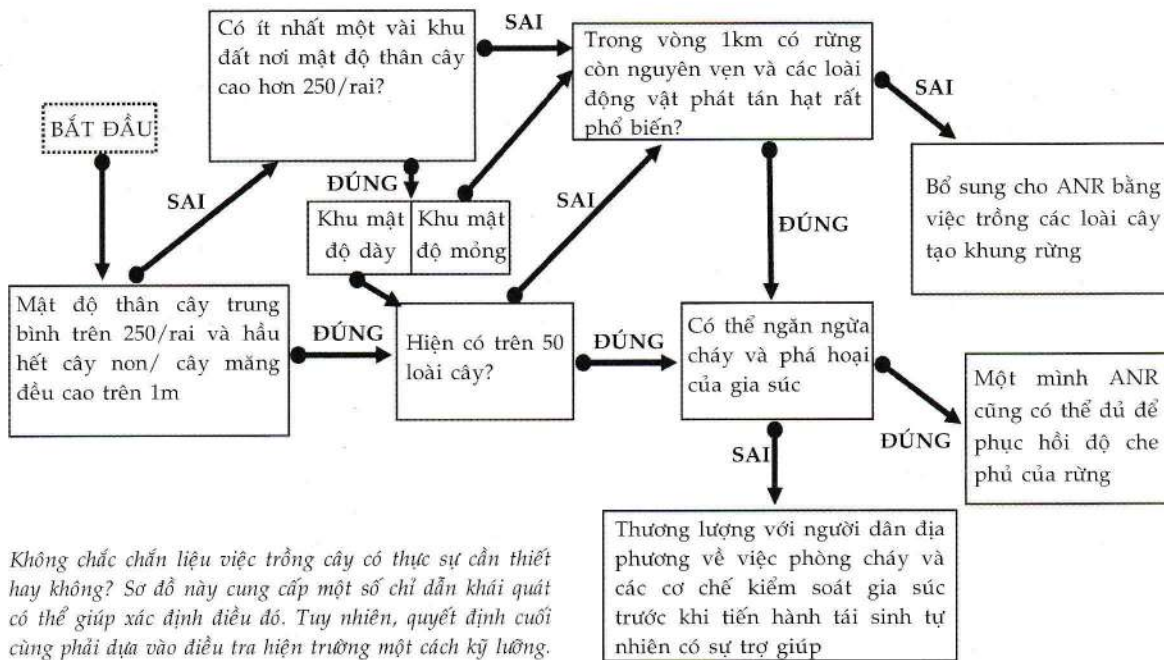 BẮT ĐẦU
Mật độ thân cây trung
bình trên 250/rai và hầu
hết cây non/ cây măng
đều cao trên 1m
SAI
Có ít nhất một vài khu
đất nơi mật độ thân cây
cao hơn 250/rai?
SAI
ĐÚNG
Khu mật
độ dày
Khu mật
độ mỏng
ĐÚNG
Hiện có trên 50
loài cây?
SAI
ĐÚNG
Trong vòng 1km có rừng
còn nguyên vẹn và các loài
động vật phát tán hạt rất
phổ biến?
SAI
ĐÚNG
Bổ sung cho ANR bằng
việc trồng các loài cây
tạo khung rừng
Có thể ngăn ngừa
cháy và phá hoại
của gia súc
ĐÚNG
SAI
Một mình ANR
cũng có thể đủ để
phục hồi độ che
phủ của rừng
Thương lượng với người dân địa
phương về việc phòng cháy và
các cơ chế kiểm soát gia súc
trước khi tiến hành tái sinh tự
nhiên có sự trợ giúp
Không chắc chắn liệu việc trồng cây có thực sự cần thiết
hay không? Sơ đồ này cung cấp một số chỉ dẫn khái quát
có thể giúp xác định điều đó. Tuy nhiên, quyết định cuối
cùng phải dựa vào điều tra hiện trường một cách kỹ lưỡng.